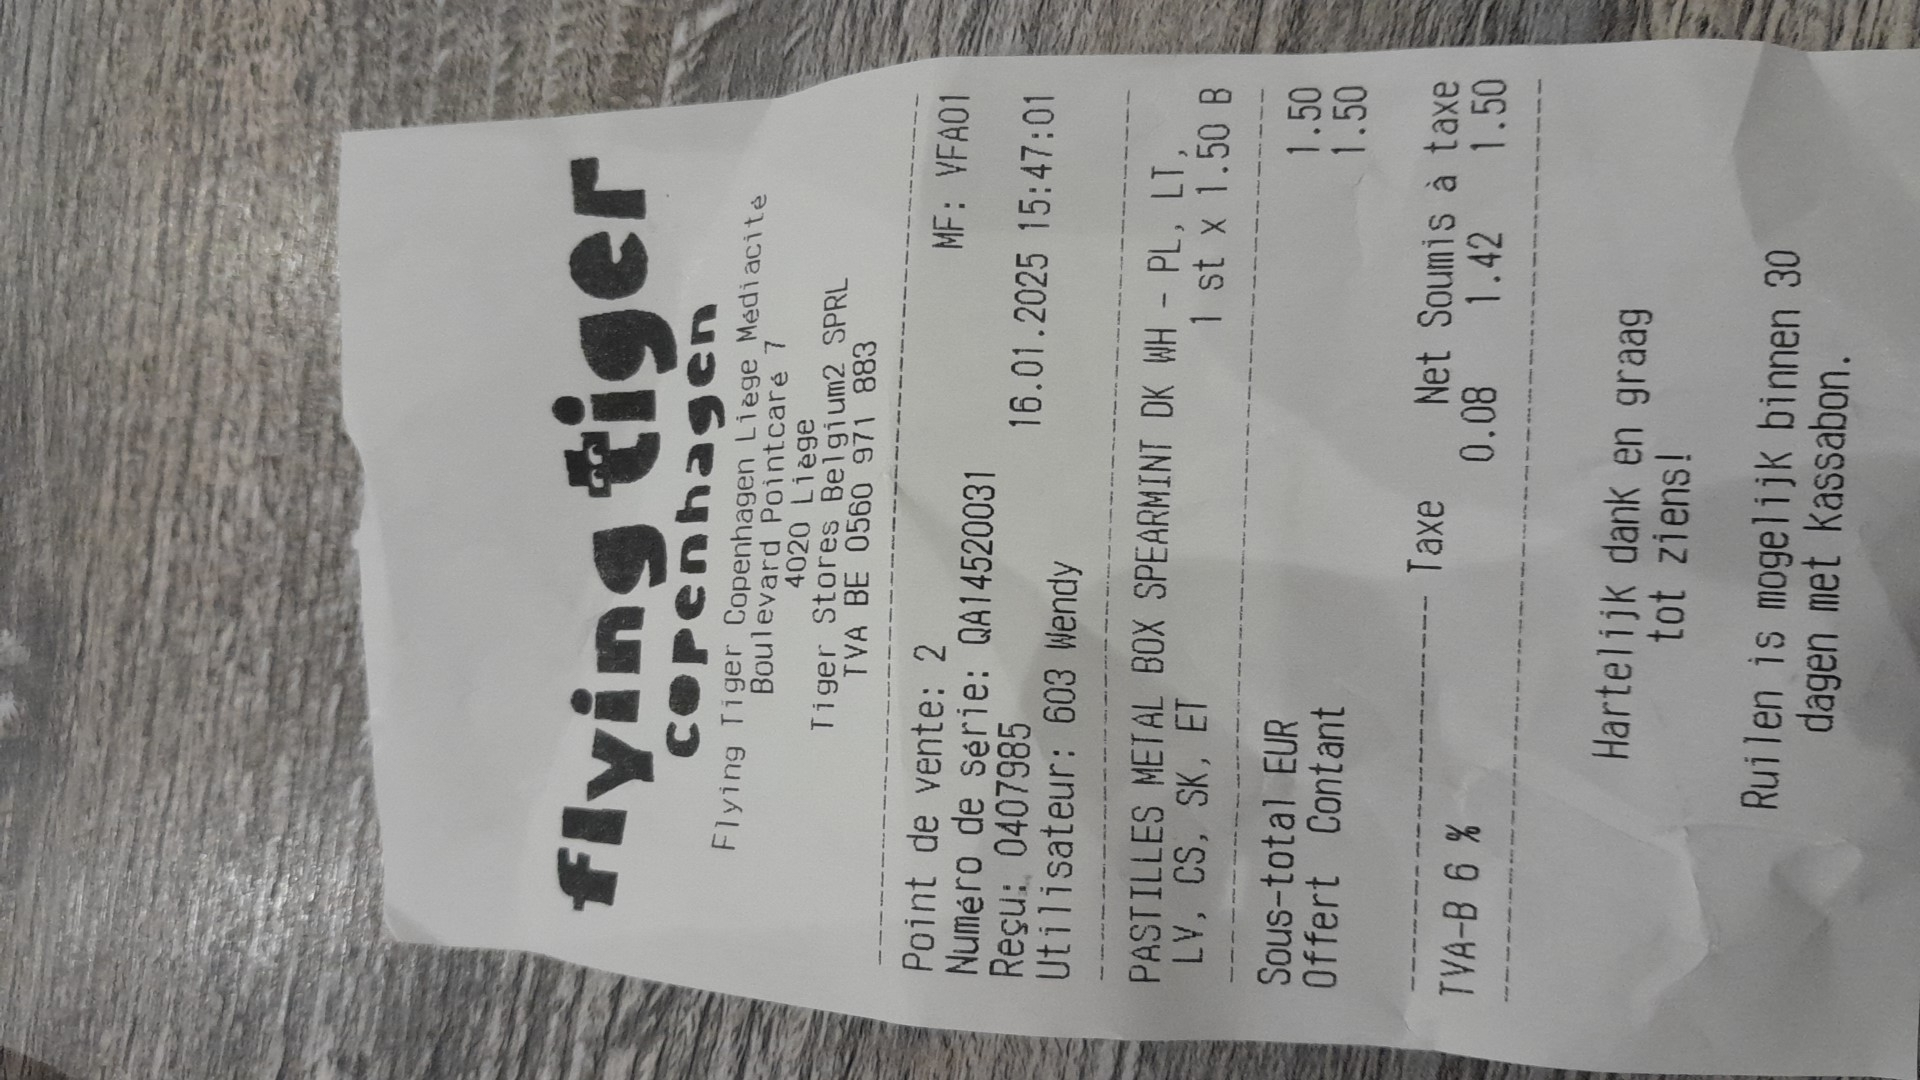 flying tiger
copenhagen
Flying Tiger Copenhagen Liège Médiacité
Boulevard Pointcaré 7
4020 Liège
Tiger Stores Belgium2 SPRL
TVA BE 0560 971 883
Point de vente: 2 MF: VFA01
Numéro de série: QA14520031
Reçu: 0407985 16.01.2025 15:47:01
Utilisateur: 603 Wendy
PASTILLES METAL BOX SPEARMINT DK WH - PL, LT,
LV, CS, SK, ET 1 st x 1.50 B
Sous-total EUR 1.50
Offert Contant 1.50
Taxe Net Soumis à taxe
TVA-B 6 % 0.08 1.42 1.50
Hartelijk dank en graag
tot ziens!
Ruilen is mogelijk binnen 30
dagen met kassabon.